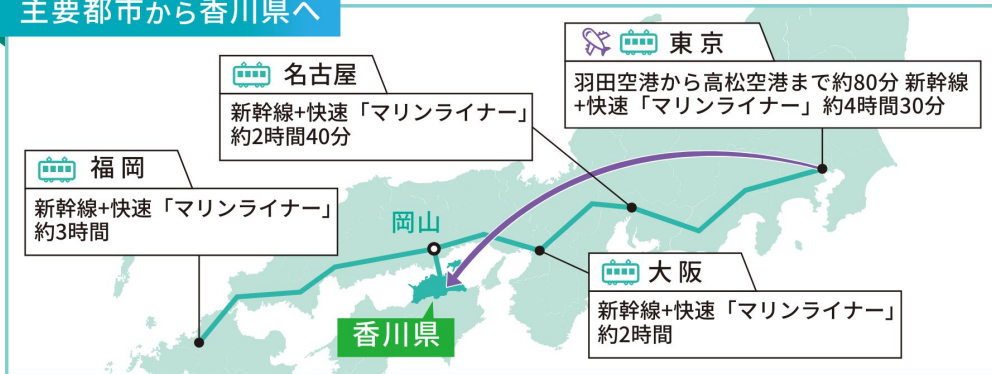 主要都市から香川県へ
東京
羽田空港から高松空港まで約80分 新幹線
+快速「マリンライナー」約4時間30分
名古屋
新幹線+快速「マリンライナー」
約2時間40分
福岡
新幹線+快速「マリンライナー」
約3時間
岡山
大阪
新幹線+快速「マリンライナー」
約2時間
香川県